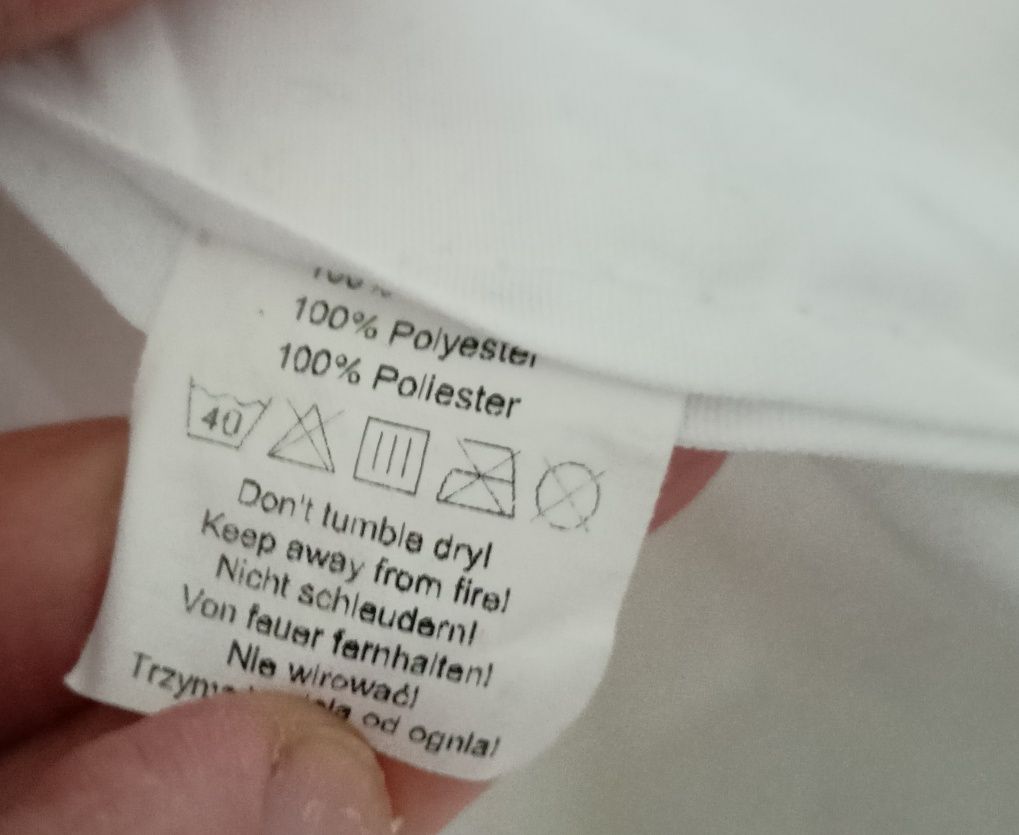 100%
100% Polyester
100% Poliester
40
Don't tumble dry!
Keep away from fire!
Nicht schleudern!
Von feuer fernhalten!
Nie wirować!
od ognia!